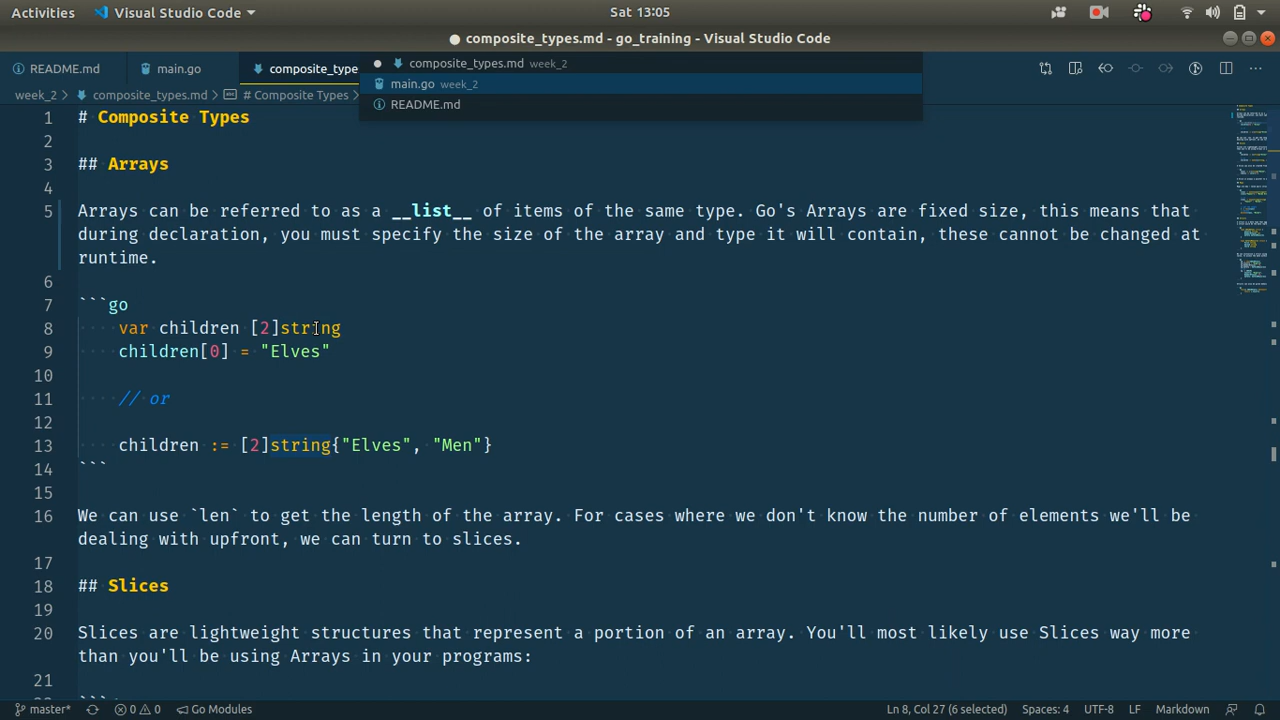 Activities
Visual Studio Code
Sat 13:05
composite_types.md - go_training - Visual Studio Code
README.md
main.go
composite_type
composite_types.md week_2
main.go week_2
README.md
week_2 > composite_types.md > # Composite Types >
1 # Composite Types
2
3 ## Arrays
4
5 Arrays can be referred to as a __list__ of items of the same type. Go's Arrays are fixed size, this means that
during declaration, you must specify the size of the array and type it will contain, these cannot be changed at
runtime.
6
7 ```go
8 var children [2]string
9 children[0] = "Elves"
10
11 // or
12
13 children := [2]string{"Elves", "Men"}
14 ```
15
16 We can use `len` to get the length of the array. For cases where we don't know the number of elements we'll be
dealing with upfront, we can turn to slices.
17
18 ## Slices
19
20 Slices are lightweight structures that represent a portion of an array. You'll most likely use Slices way more
than you'll be using Arrays in your programs:
21
master* 0 0 Go Modules Ln 8, Col 27 (6 selected) Spaces: 4 UTF-8 LF Markdown